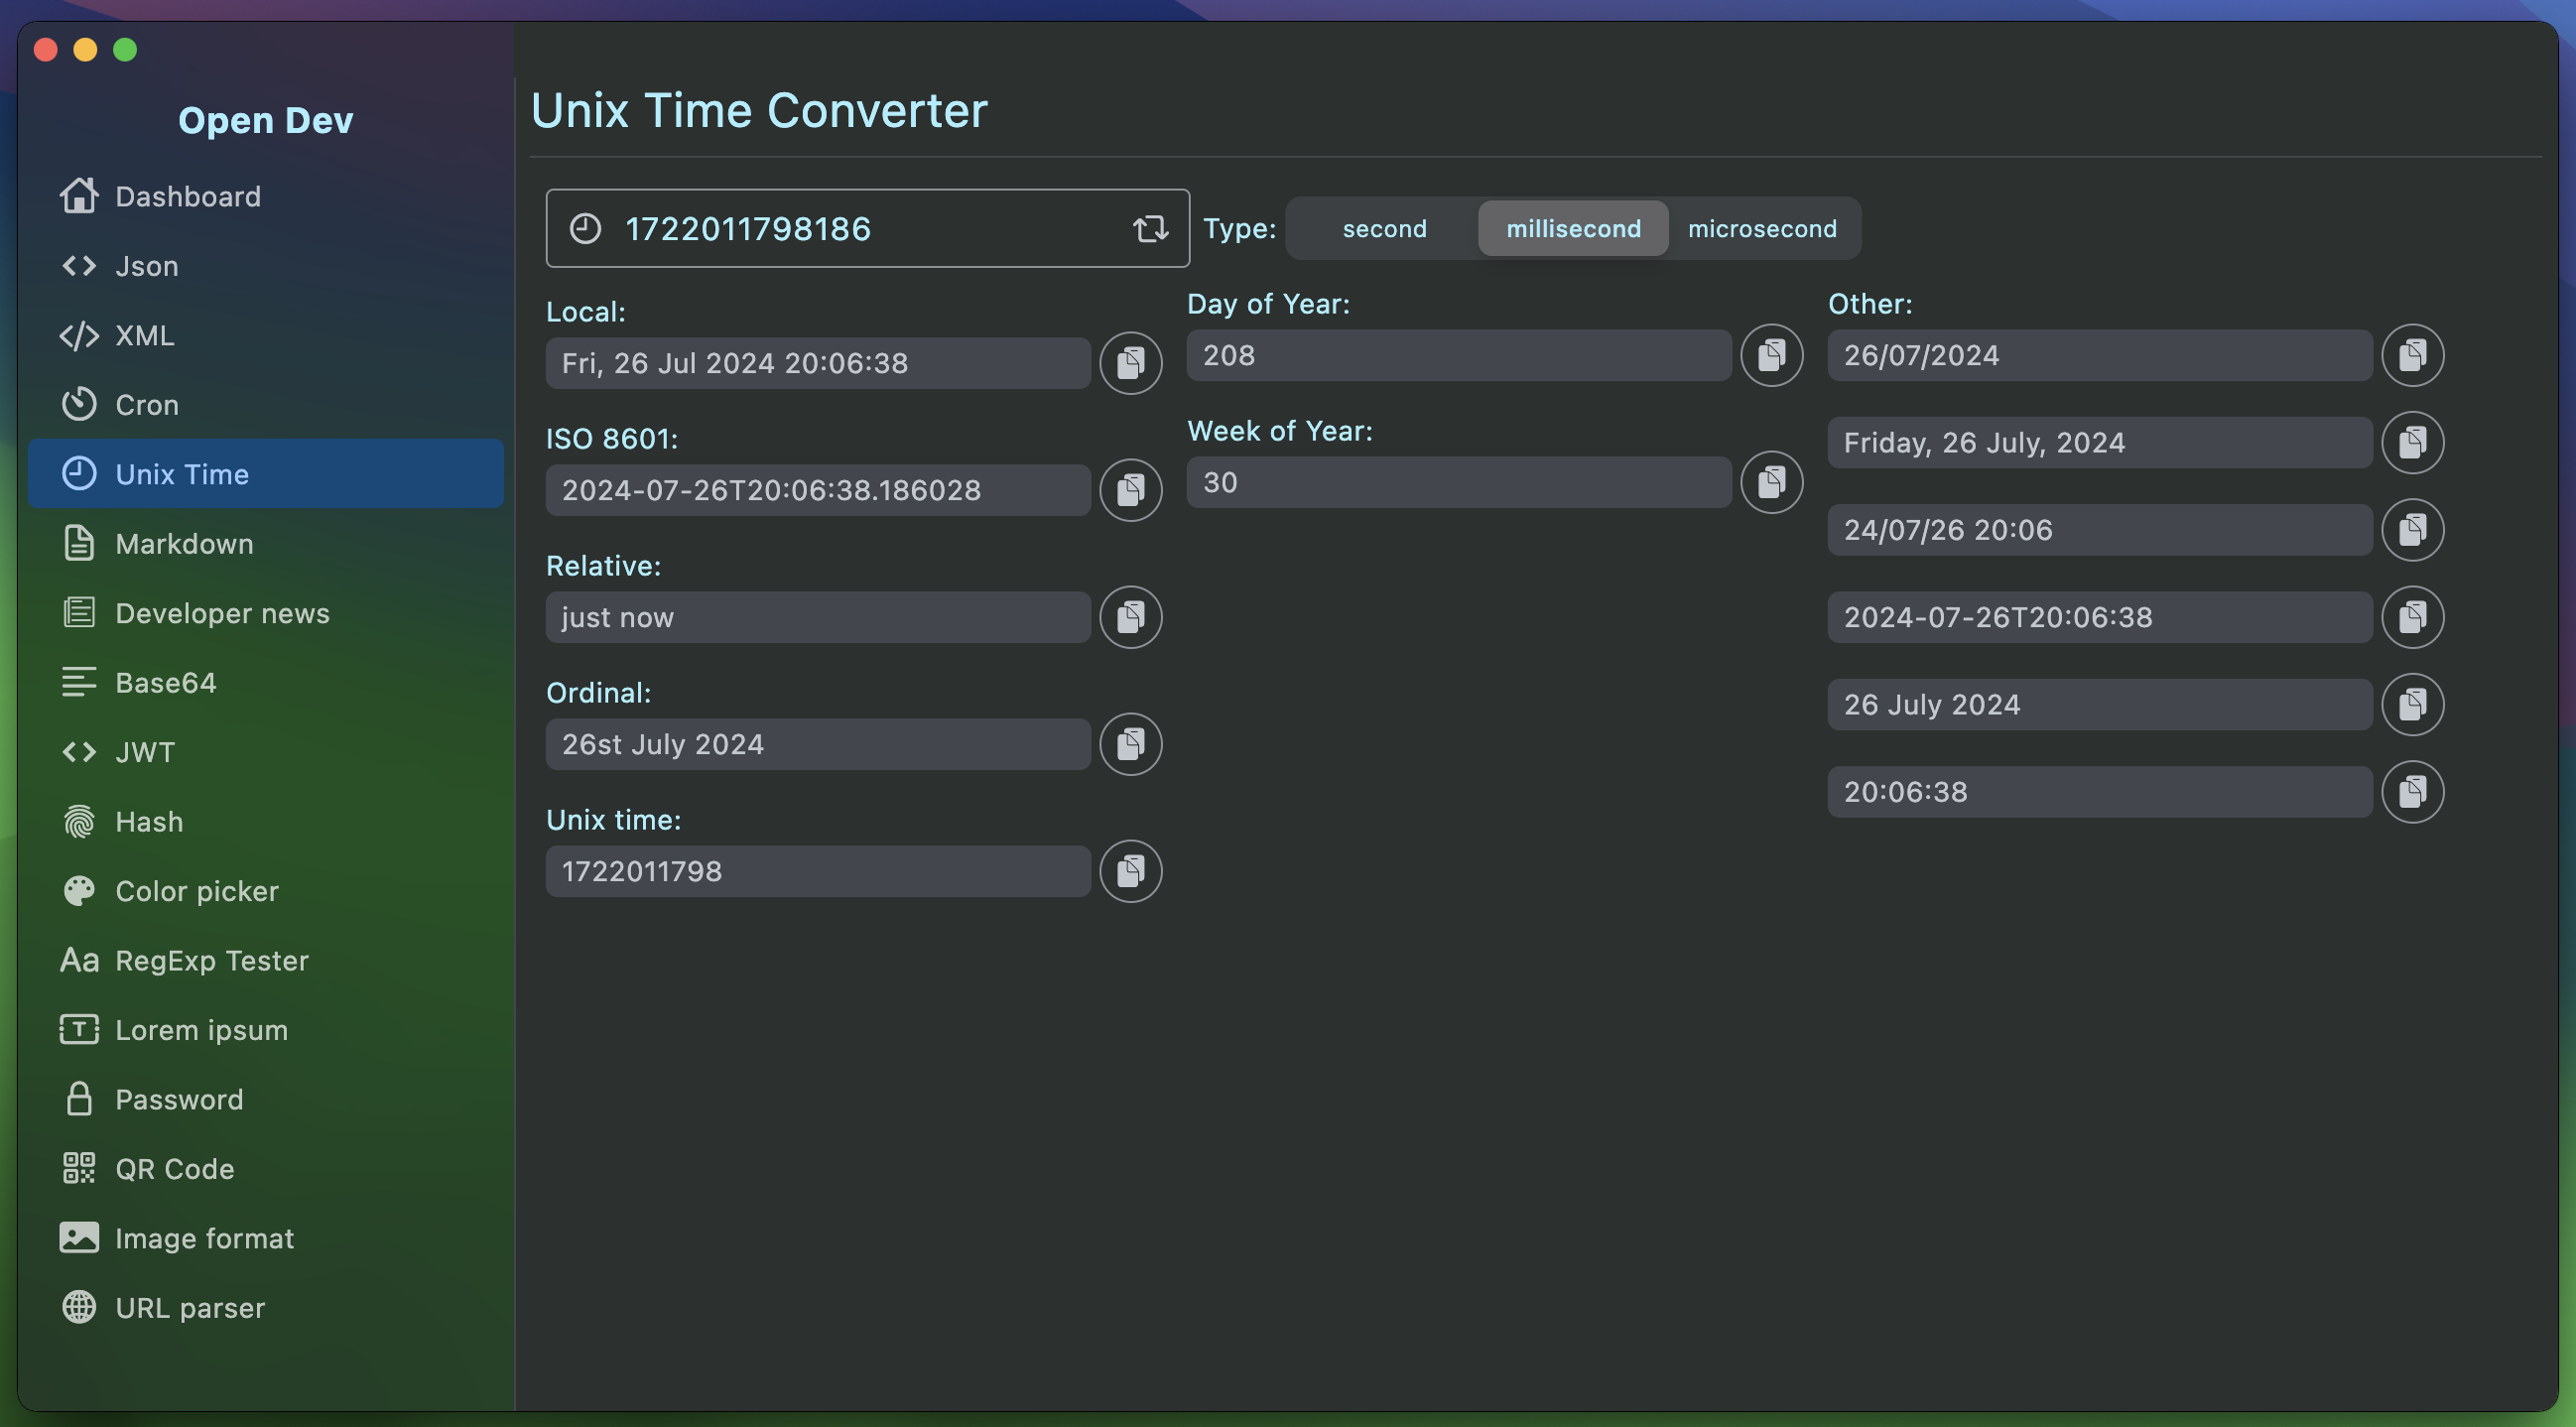 Open Dev
Dashboard
Json
XML
Cron
Unix Time
Markdown
Developer news
Base64
JWT
Hash
Color picker
Aa RegExp Tester
T Lorem ipsum
Password
QR Code
Image format
URL parser
Unix Time Converter
1722011798186
Type: second millisecond microsecond
Local:
Fri, 26 Jul 2024 20:06:38
ISO 8601:
2024-07-26T20:06:38.186028
Relative:
just now
Ordinal:
26st July 2024
Unix time:
1722011798
Day of Year:
208
Week of Year:
30
Other:
26/07/2024
Friday, 26 July, 2024
24/07/26 20:06
2024-07-26T20:06:38
26 July 2024
20:06:38